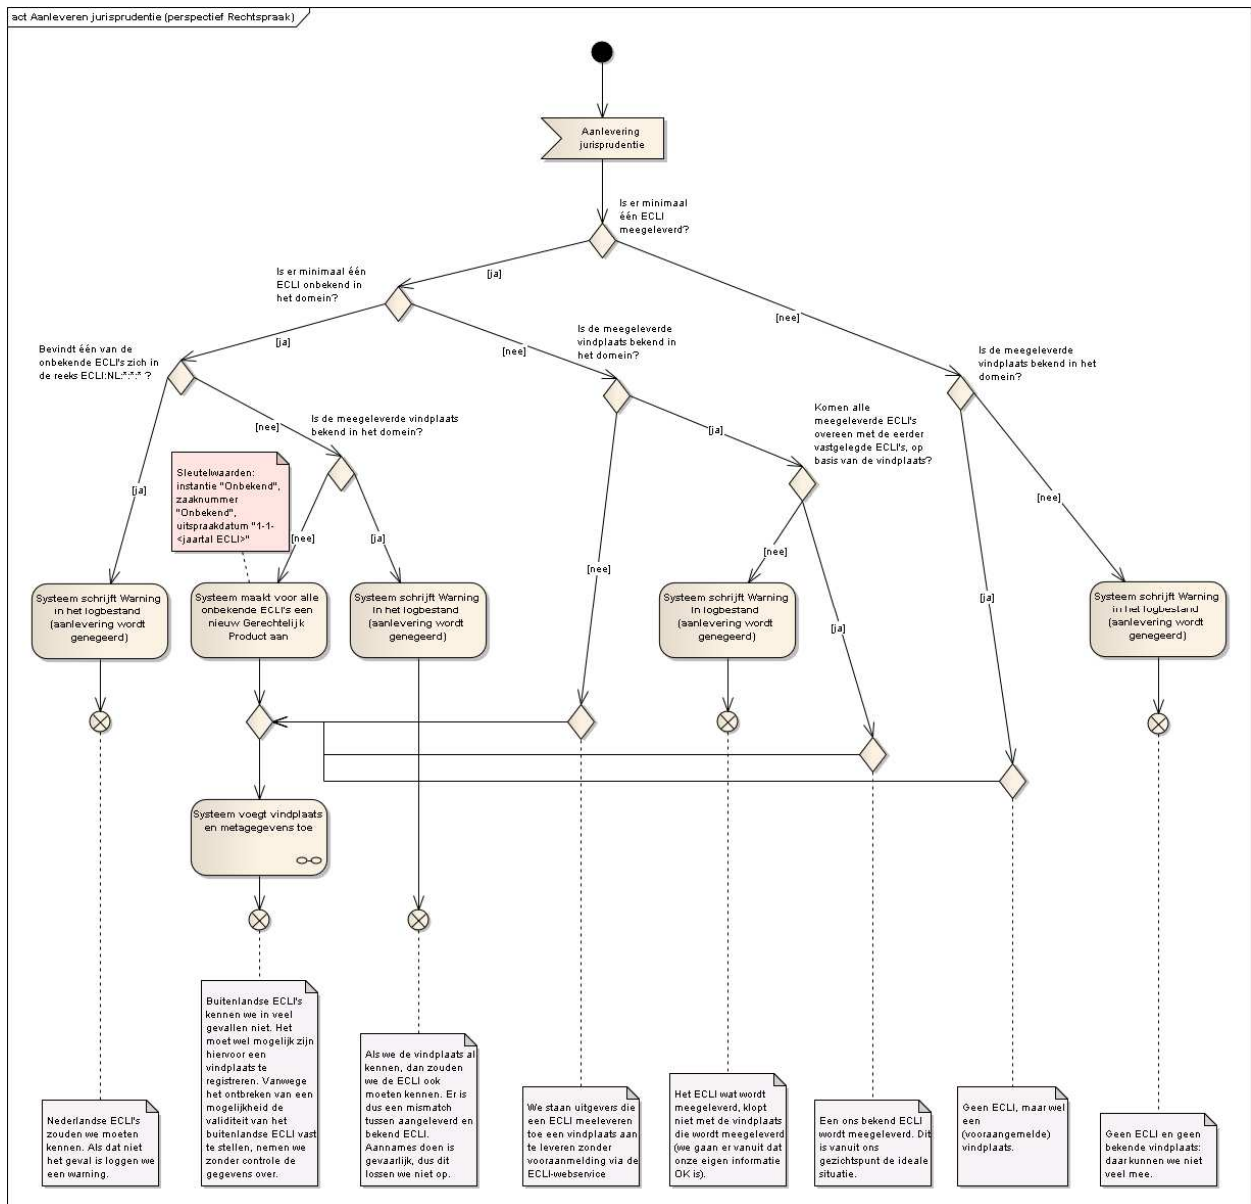 act Aanleveren jurisprudentie (perspectief Rechtspraak)
Aanlevering
jurisprudentie
Is er minimaal
één ECLI
meegeleverd?
[ja]
[nee]
Is er minimaal één
ECLI onbekend in
het domein?
[ja]
[nee]
Bevindt één van de
onbekende ECLI's zich in
de reeks ECLI:NL:*:*:* ?
[ja]
[nee]
Is de meegeleverde vindplaats
bekend in het domein?
[nee]
[ja]
Is de meegeleverde
vindplaats bekend in
het domein?
[nee]
[ja]
Komen alle
meegeleverde ECLI's
overeen met de eerder
vastgelegde ECLI's, op
basis van de vindplaats?
[nee]
[ja]
Is de meegeleverde
vindplaats bekend in het
domein?
[ja]
[nee]
Sleutelwaarden:
instantie "Onbekend",
zaaknummer
"Onbekend",
uitspraakdatum "1-1-
<jaartal ECLI>"
Systeem schrijft Warning
in het logbestand
(aanlevering wordt
genegeerd)
Systeem maakt voor alle
onbekende ECLI's een
nieuw Gerechtelijk
Product aan
Systeem schrijft Warning
in het logbestand
(aanlevering wordt
genegeerd)
Systeem schrijft Warning
in logbestand
(aanlevering wordt
genegeerd)
Systeem schrijft Warning
in het logbestand
(aanlevering wordt
genegeerd)
Systeem voegt vindplaats
en metagegevens toe
Nederlandse ECLI's
zouden we moeten
kennen. Als dat niet
het geval is loggen we
een warning.
Buitenlandse ECLI's
kennen we in veel
gevallen niet. Het
moet wel mogelijk zijn
hiervoor een
vindplaats te
registreren. Vanwege
het ontbreken van een
mogelijkheid de
validiteit van het
buitenlandse ECLI vast
te stellen, nemen we
zonder controle de
gegevens over.
Als we de vindplaats al
kennen, dan zouden
we de ECLI ook
moeten kennen. Er is
dus een mismatch
tussen aangeleverd en
bekend ECLI.
Aannames doen is
gevaarlijk, dus dit
lossen we niet op.
We staan uitgevers die
een ECLI meeleveren
toe een vindplaats aan
te leveren zonder
vooraanmelding via de
ECLI-webservice
Het ECLI wat wordt
meegeleverd, klopt
niet met de vindplaats
die wordt meegeleverd
(we gaan er vanuit dat
onze eigen informatie
OK is).
Een ons bekend ECLI
wordt meegeleverd. Dit
is vanuit ons
gezichtspunt de ideale
situatie.
Geen ECLI, maar wel
een
(vooraangemelde)
vindplaats.
Geen ECLI en geen
bekende vindplaats:
daar kunnen we niet
veel mee.